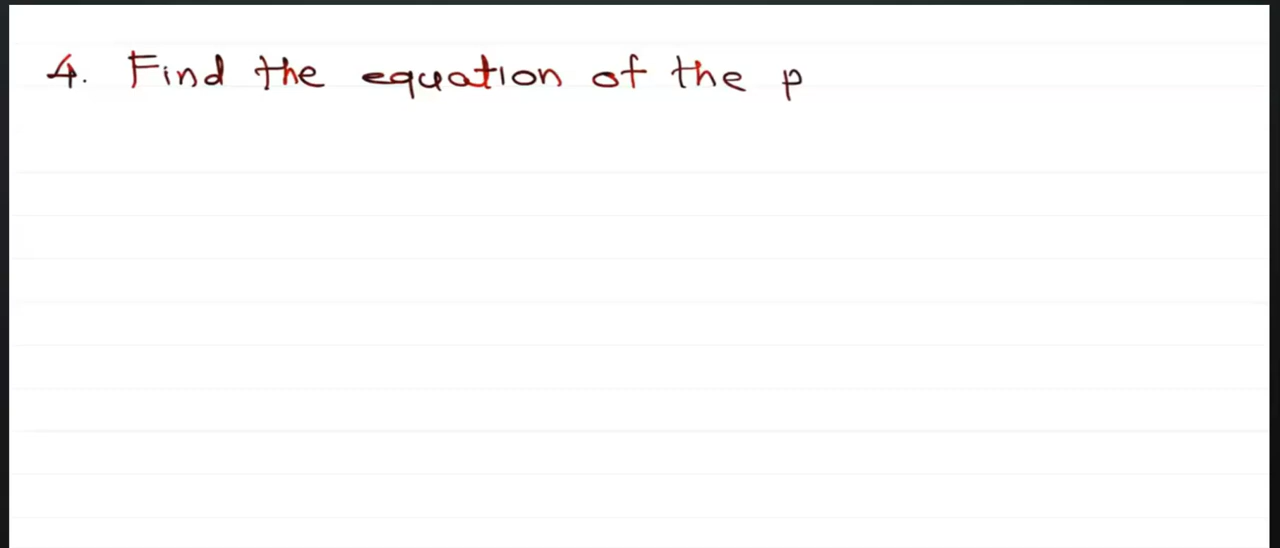 4. Find the equation of the p